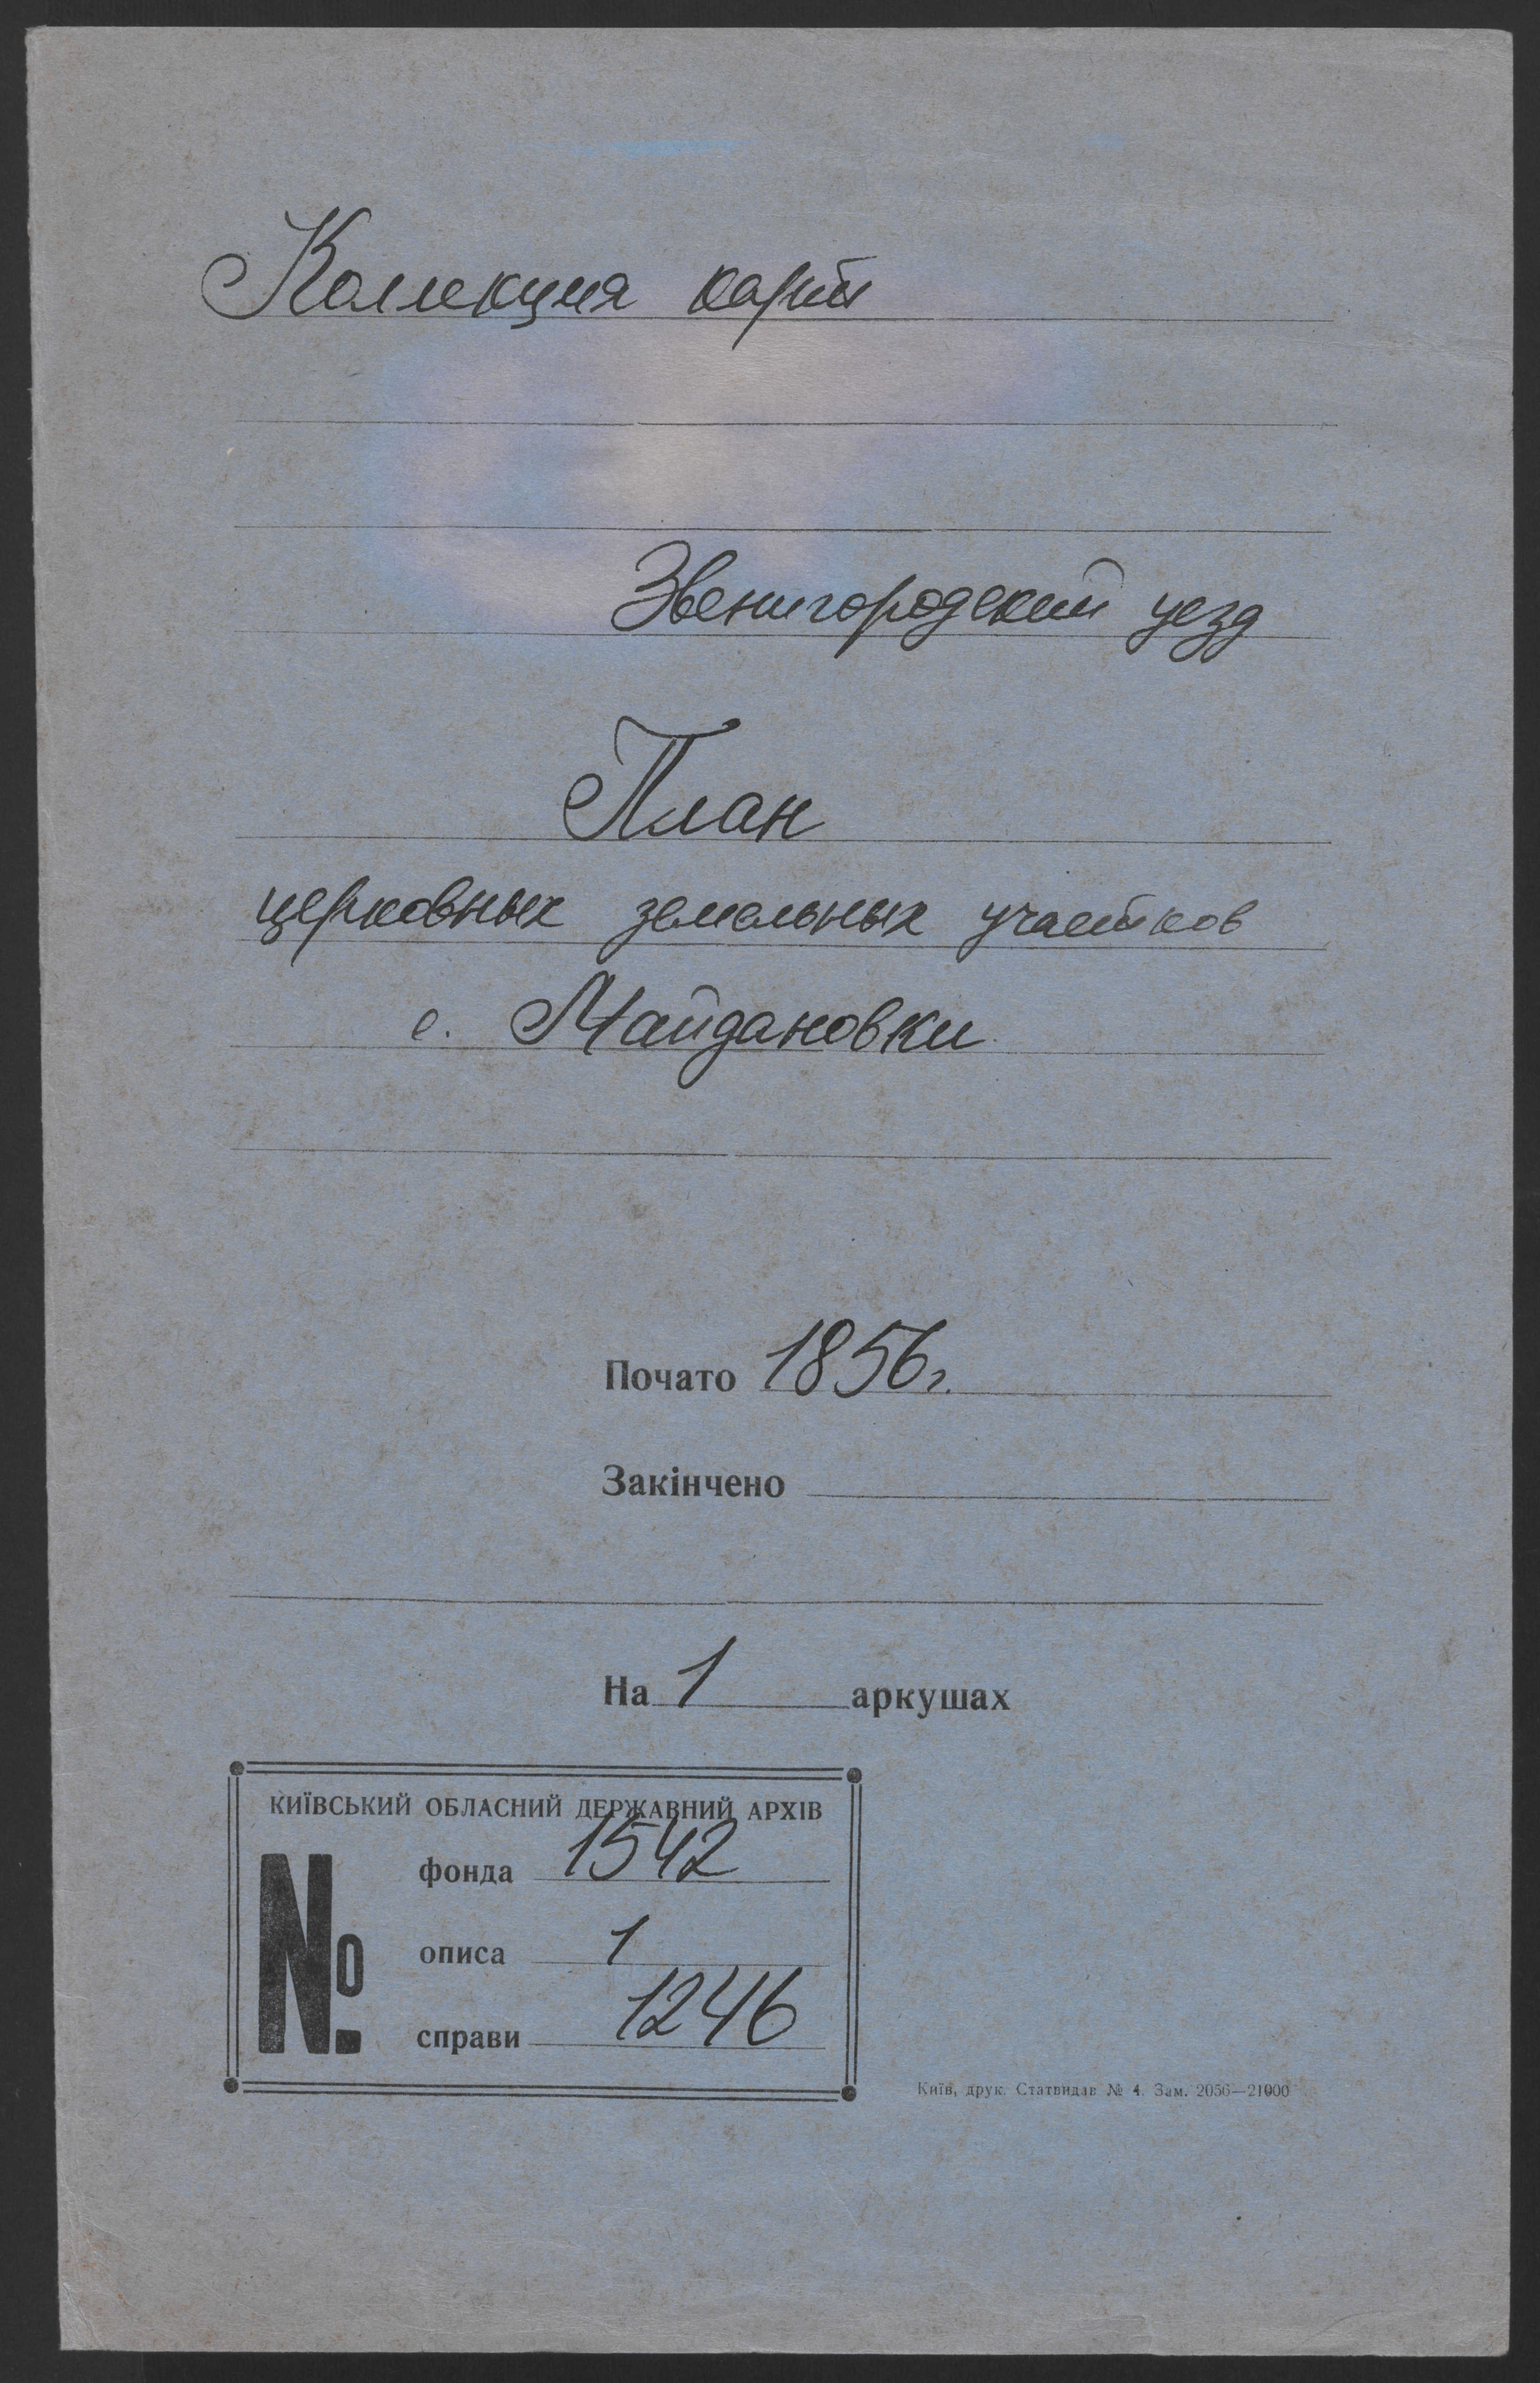 Коллекция карт
Звенигородский уезд
План
церковных земельных участков
с. Майдановки
Почато 1856 г.
Закінчено
На 1 аркушах
КИЇВСЬКИЙ ОБЛАСНИЙ ДЕРЖАВНИЙ АРХІВ
№
фонда 1542
описа 1
справи 1246
Київ, друк. Статвидав № 4. Зам. 2056—21000